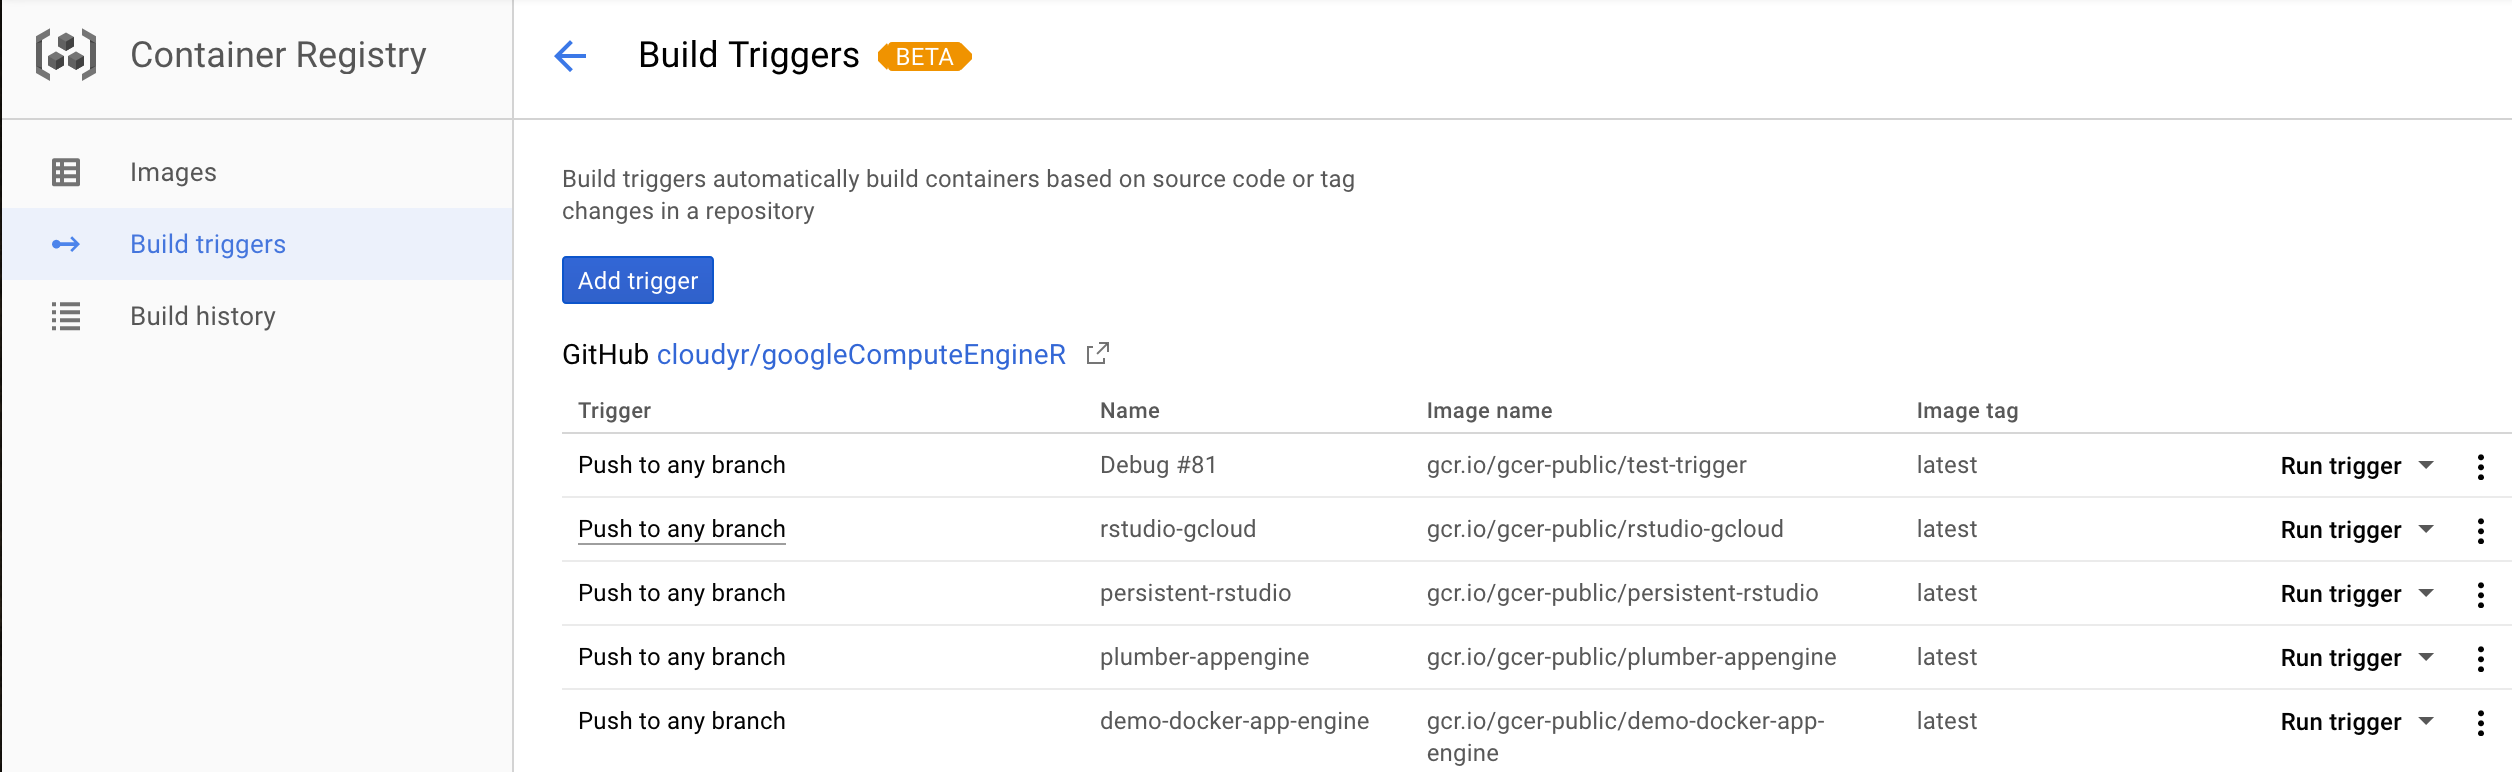 Container Registry
Build Triggers BETA
Images
Build triggers
Build history
Build triggers automatically build containers based on source code or tag
changes in a repository
Add trigger
GitHub cloudyr/googleComputeEngineR
Trigger Name Image name Image tag
Push to any branch Debug #81 gcr.io/gcer-public/test-trigger latest Run trigger
Push to any branch rstudio-gcloud gcr.io/gcer-public/rstudio-gcloud latest Run trigger
Push to any branch persistent-rstudio gcr.io/gcer-public/persistent-rstudio latest Run trigger
Push to any branch plumber-appengine gcr.io/gcer-public/plumber-appengine latest Run trigger
Push to any branch demo-docker-app-engine gcr.io/gcer-public/demo-docker-app- latest Run trigger
engine